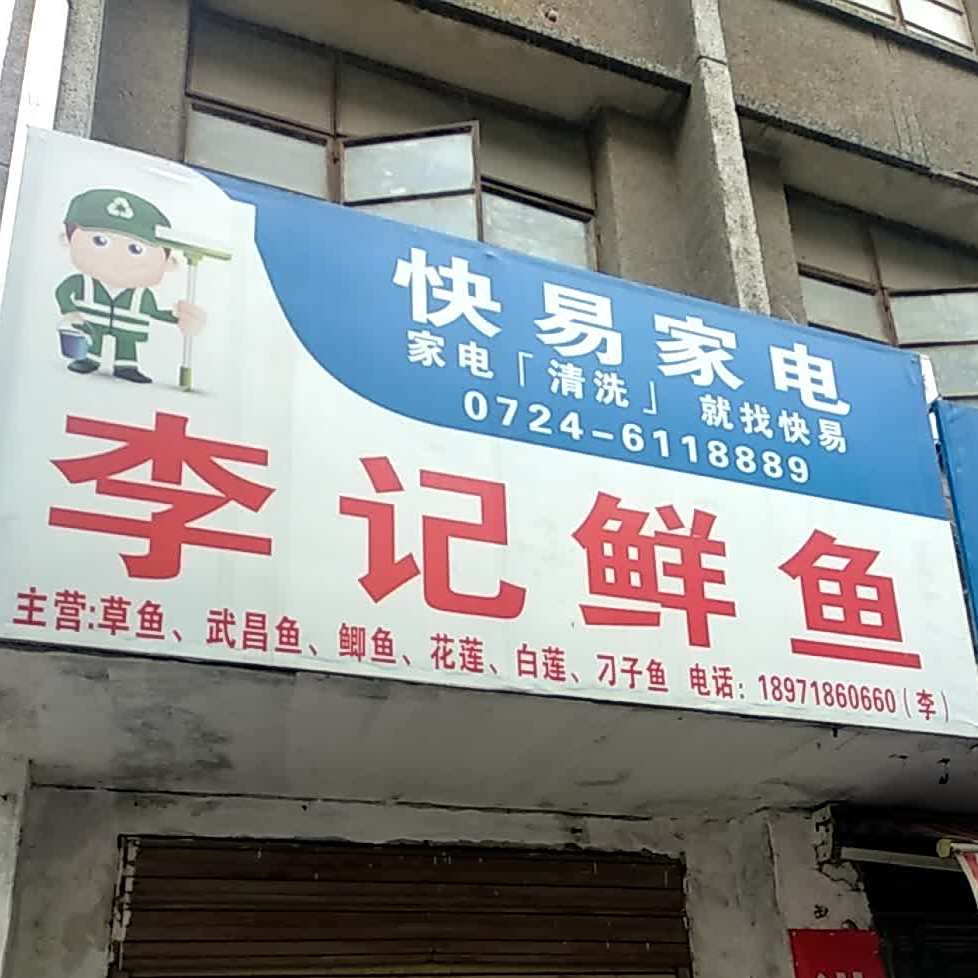 快易家电
家电「清洗」 就找快易
0724-6118889
李记鲜鱼
主营:草鱼、武昌鱼、鲫鱼、花莲、白莲、刁子鱼 电话：18971860660（李）